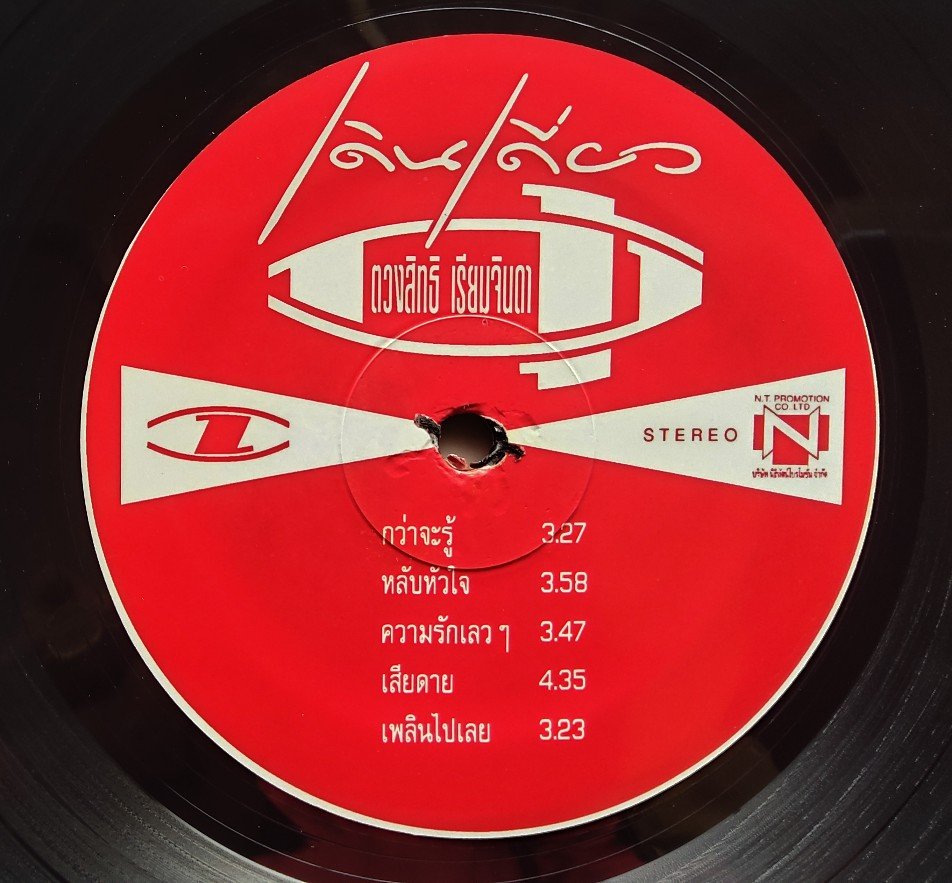 เดินเดี่ยว
ดวงสิทธิ์ เรียมจินดา
2
STEREO
N.T. PROMOTION
CO. LTD
N
กว่าจะรู้ 3.27
หลับหัวใจ 3.58
ความรักเลว ๆ 3.47
เสียดาย 4.35
เพลินไปเลย 3.23